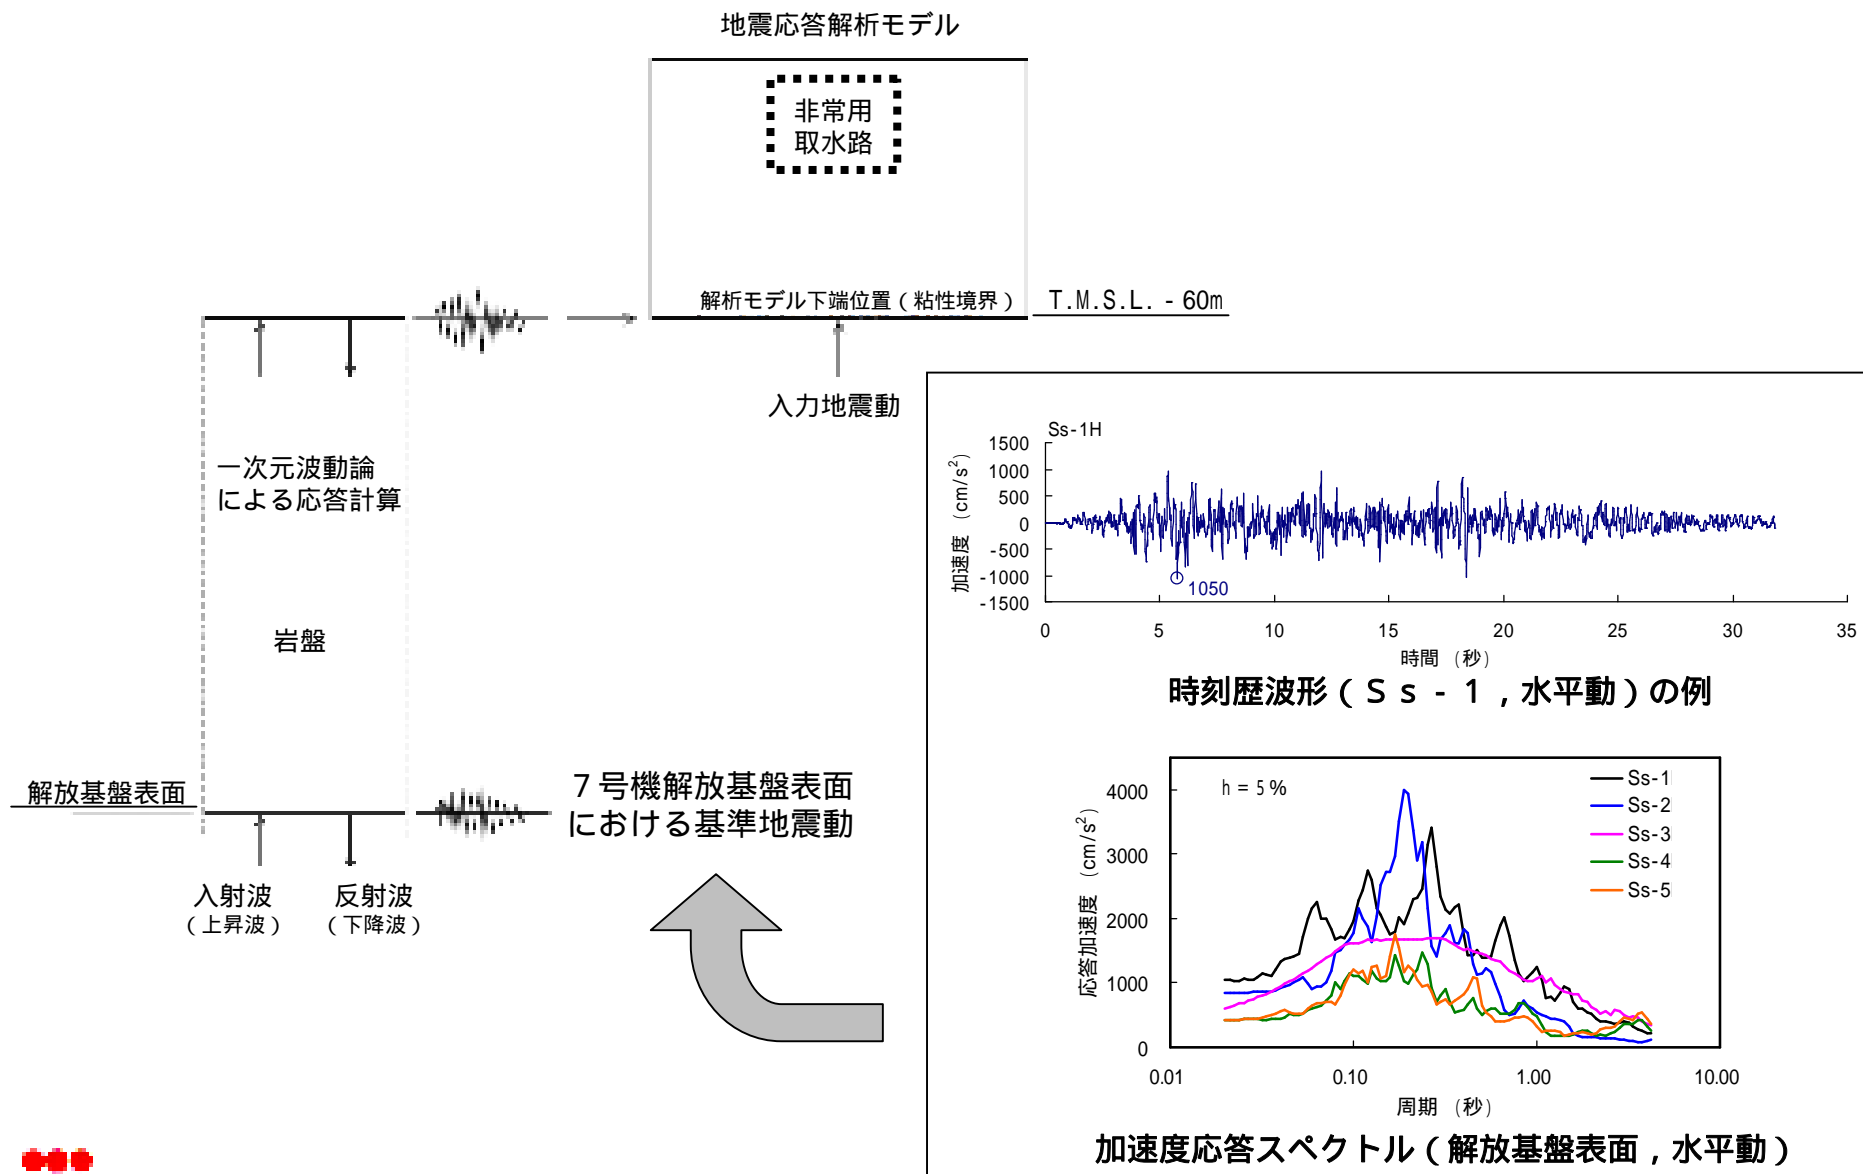 地震応答解析モデル
非常用
取水路
解析モデル下端位置（粘性境界）
T.M.S.L. - 60m
入力地震動
一次元波動論
による応答計算
岩盤
解放基盤表面
7号機解放基盤表面
における基準地震動
入射波
（上昇波）
反射波
（下降波）
Ss-1H
加速度 (cm/s²)
1500
1000
500
0
-500
-1000
-1500
1050
0 5 10 15 20 25 30 35
時間 (秒)
時刻歴波形（Ｓｓ-１，水平動）の例
h = 5 %
Ss-1
Ss-2
Ss-3
Ss-4
Ss-5
応答加速度 (cm/s²)
4000
3000
2000
1000
0
0.01 0.10 1.00 10.00
周期 (秒)
加速度応答スペクトル（解放基盤表面，水平動）